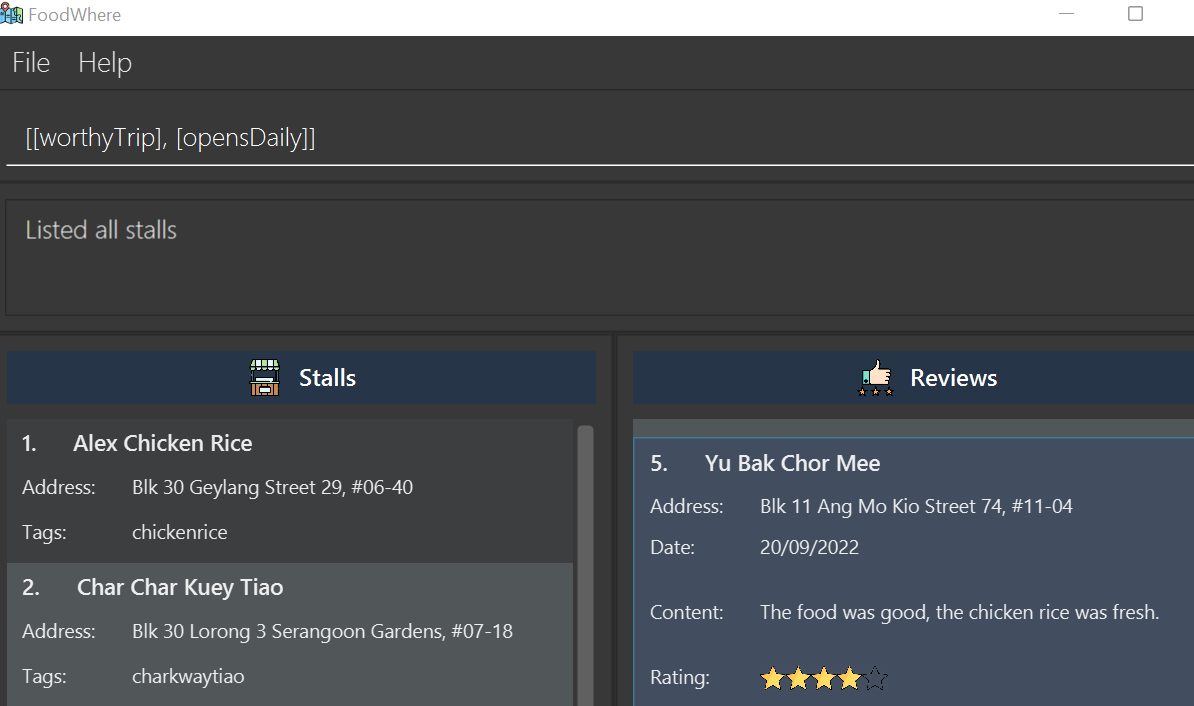 FoodWhere
File Help
[[worthyTrip], [opensDaily]]
Listed all stalls
Stalls
1. Alex Chicken Rice
Address: Blk 30 Geylang Street 29, #06-40
Tags: chickenrice
2. Char Char Kuey Tiao
Address: Blk 30 Lorong 3 Serangoon Gardens, #07-18
Tags: charkwaytiao
Reviews
5. Yu Bak Chor Mee
Address: Blk 11 Ang Mo Kio Street 74, #11-04
Date: 20/09/2022
Content: The food was good, the chicken rice was fresh.
Rating: